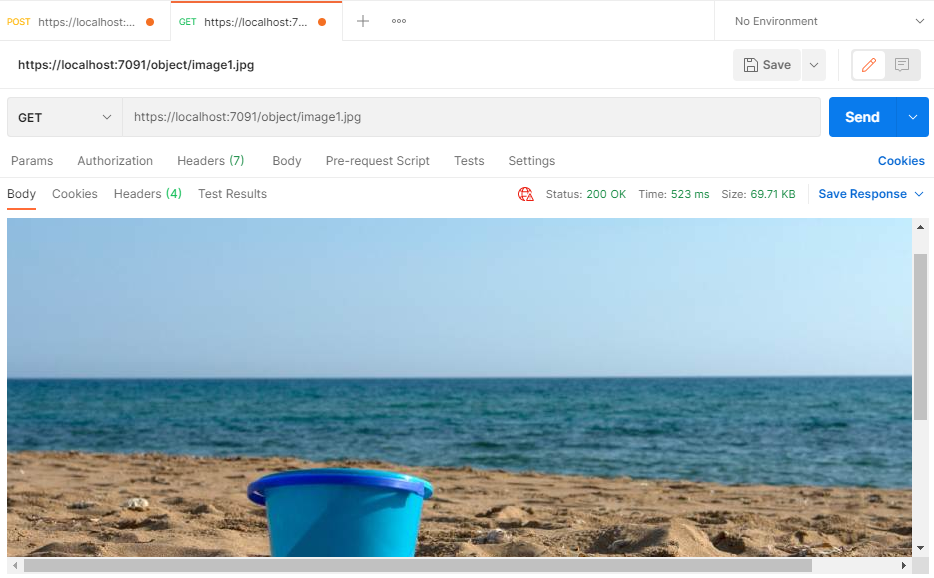 POST https://localhost:... GET https://localhost:7... No Environment
https://localhost:7091/object/image1.jpg Save
GET https://localhost:7091/object/image1.jpg Send
Params Authorization Headers (7) Body Pre-request Script Tests Settings Cookies
Body Cookies Headers (4) Test Results Status: 200 OK Time: 523 ms Size: 69.71 KB Save Response